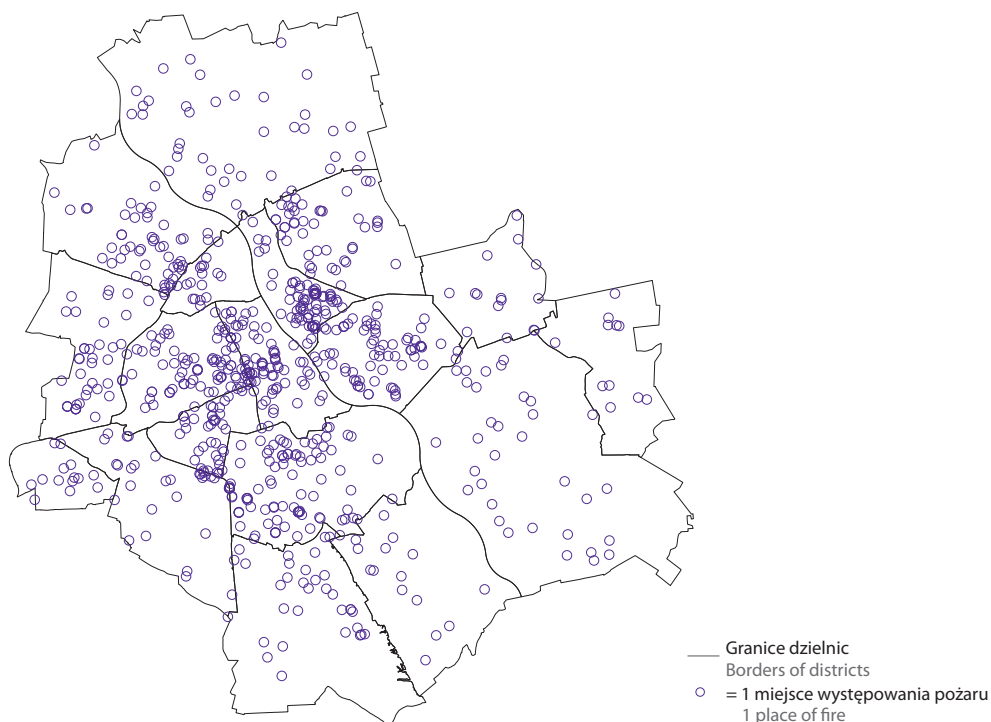 Granice dzielnic
Borders of districts
= 1 miejsce występowania pożaru
1 place of fire